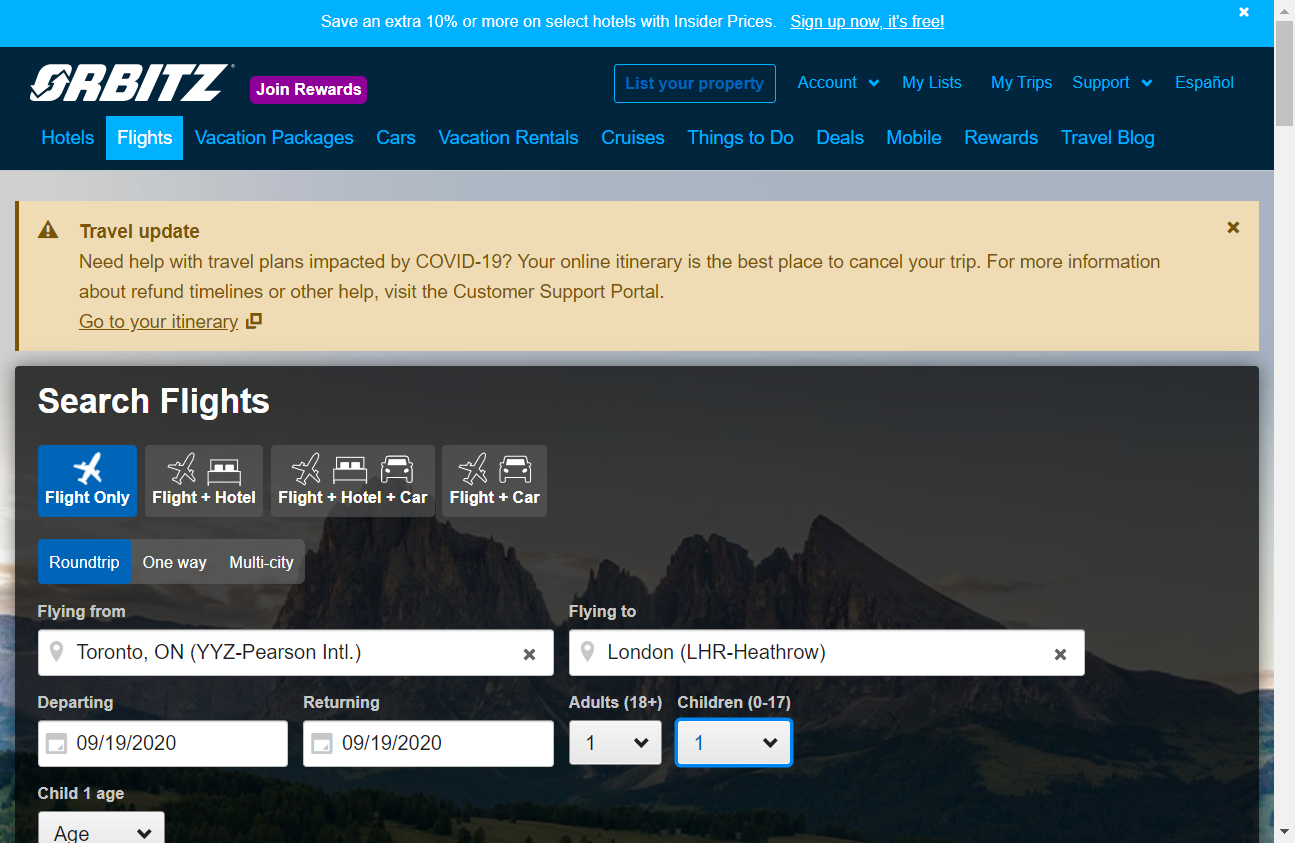 Save an extra 10% or more on select hotels with Insider Prices. Sign up now, it's free!
ORBITZ
Join Rewards
List your property
Account
My Lists
My Trips
Support
Español
Hotels
Flights
Vacation Packages
Cars
Vacation Rentals
Cruises
Things to Do
Deals
Mobile
Rewards
Travel Blog
Travel update
Need help with travel plans impacted by COVID-19? Your online itinerary is the best place to cancel your trip. For more information
about refund timelines or other help, visit the Customer Support Portal.
Go to your itinerary
Search Flights
Flight Only
Flight + Hotel
Flight + Hotel + Car
Flight + Car
Roundtrip
One way
Multi-city
Flying from
Flying to
Toronto, ON (YYZ-Pearson Intl.)
London (LHR-Heathrow)
Departing
Returning
Adults (18+)
Children (0-17)
09/19/2020
09/19/2020
1
1
Child 1 age
Age